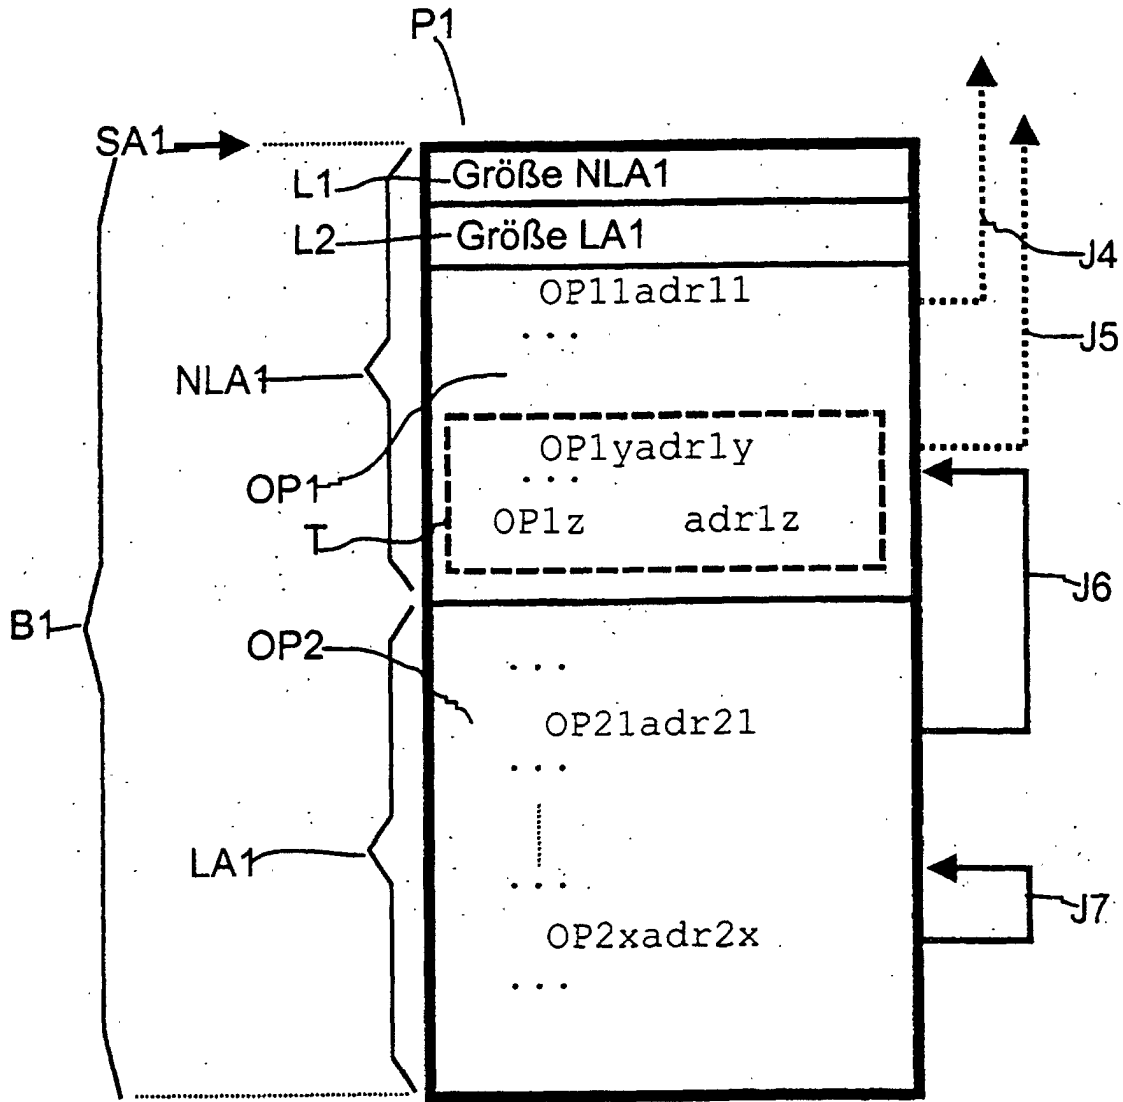 P1
SA1
L1 Größe NLA1
L2 Größe LA1
J4
OP11adr11
...
J5
NLA1
OP1yadr1y
...
OP1
OP1z adr1z
T
J6
B1
OP2
...
OP21adr21
...
LA1
...
J7
OP2xadr2x
...